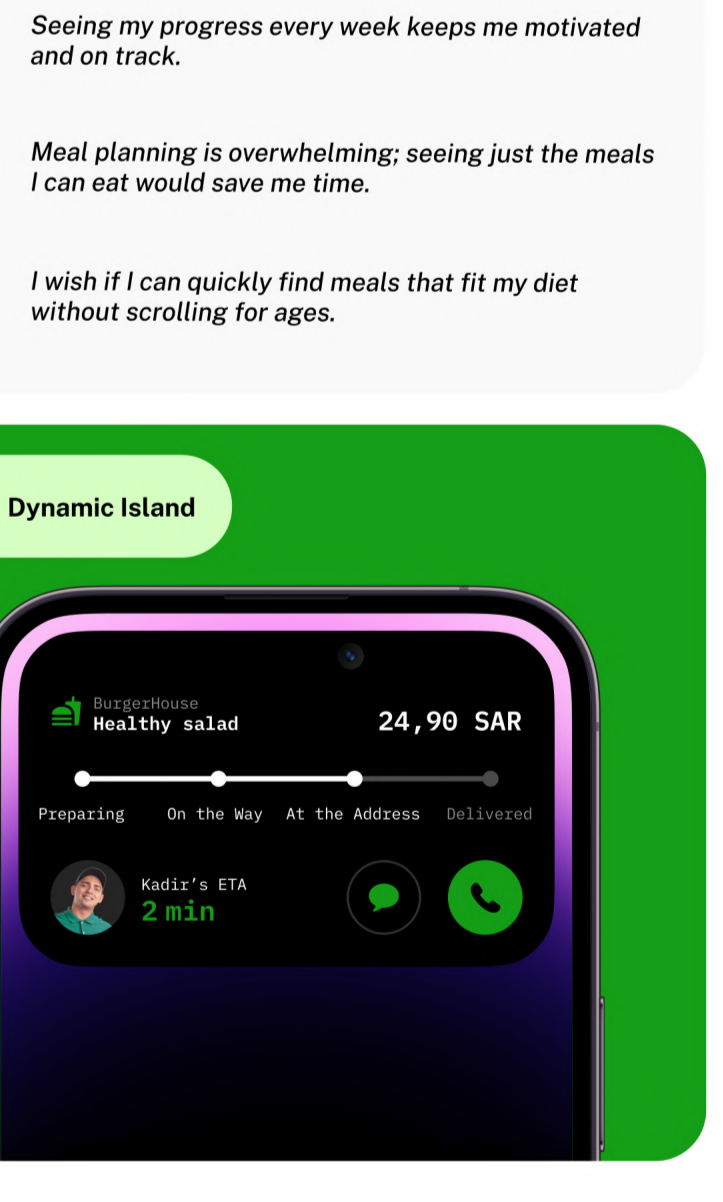 Seeing my progress every week keeps me motivated
and on track.
Meal planning is overwhelming; seeing just the meals
I can eat would save me time.
I wish if I can quickly find meals that fit my diet
without scrolling for ages.
Dynamic Island
BurgerHouse
Healthy salad
24,90 SAR
Preparing
On the Way
At the Address
Delivered
Kadir’s ETA
2 min